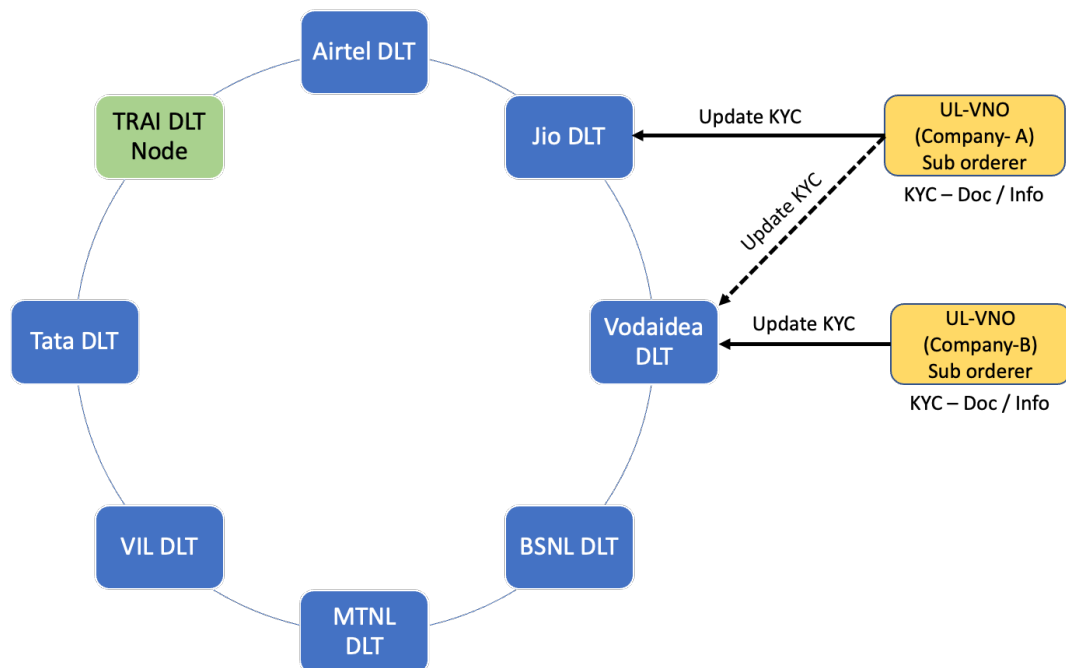 Airtel DLT
TRAI DLT
Node
Jio DLT
Update KYC
UL-VNO
(Company- A)
Sub orderer
KYC – Doc / Info
Update KYC
Tata DLT
Vodaidea
DLT
Update KYC
UL-VNO
(Company-B)
Sub orderer
KYC – Doc / Info
VIL DLT
BSNL DLT
MTNL
DLT